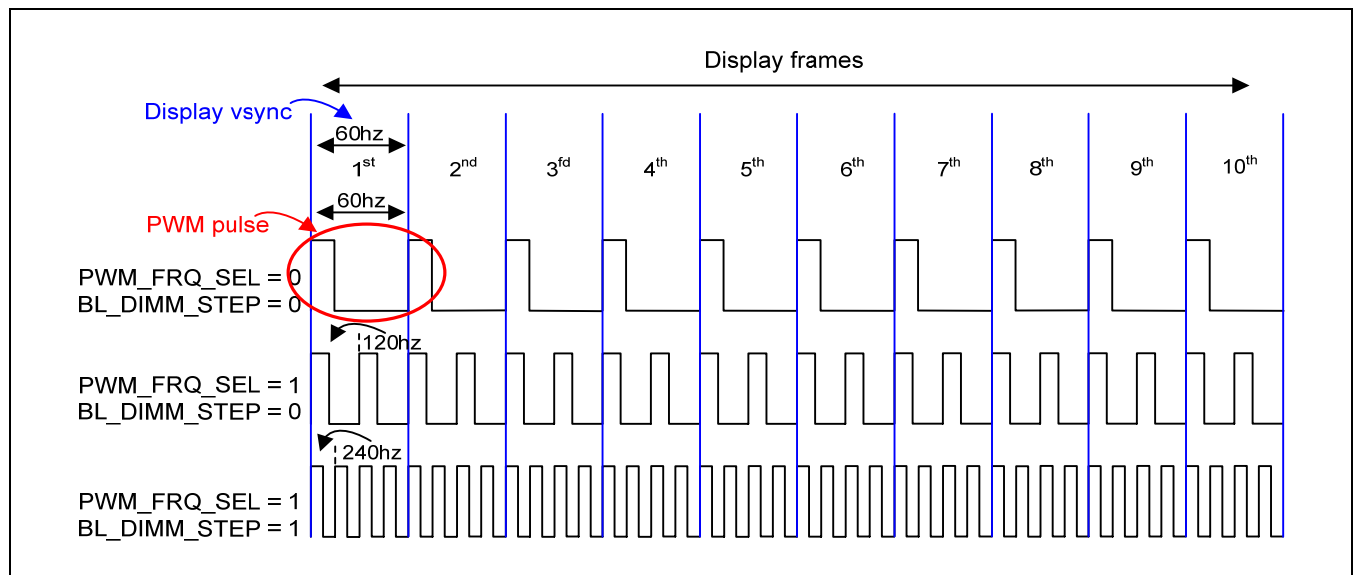 Display frames
Display vsync
60hz
1st 2nd 3fd 4th 5th 6th 7th 8th 9th 10th
60hz
PWM pulse
PWM_FRQ_SEL = 0
BL_DIMM_STEP = 0
120hz
PWM_FRQ_SEL = 1
BL_DIMM_STEP = 0
240hz
PWM_FRQ_SEL = 1
BL_DIMM_STEP = 1